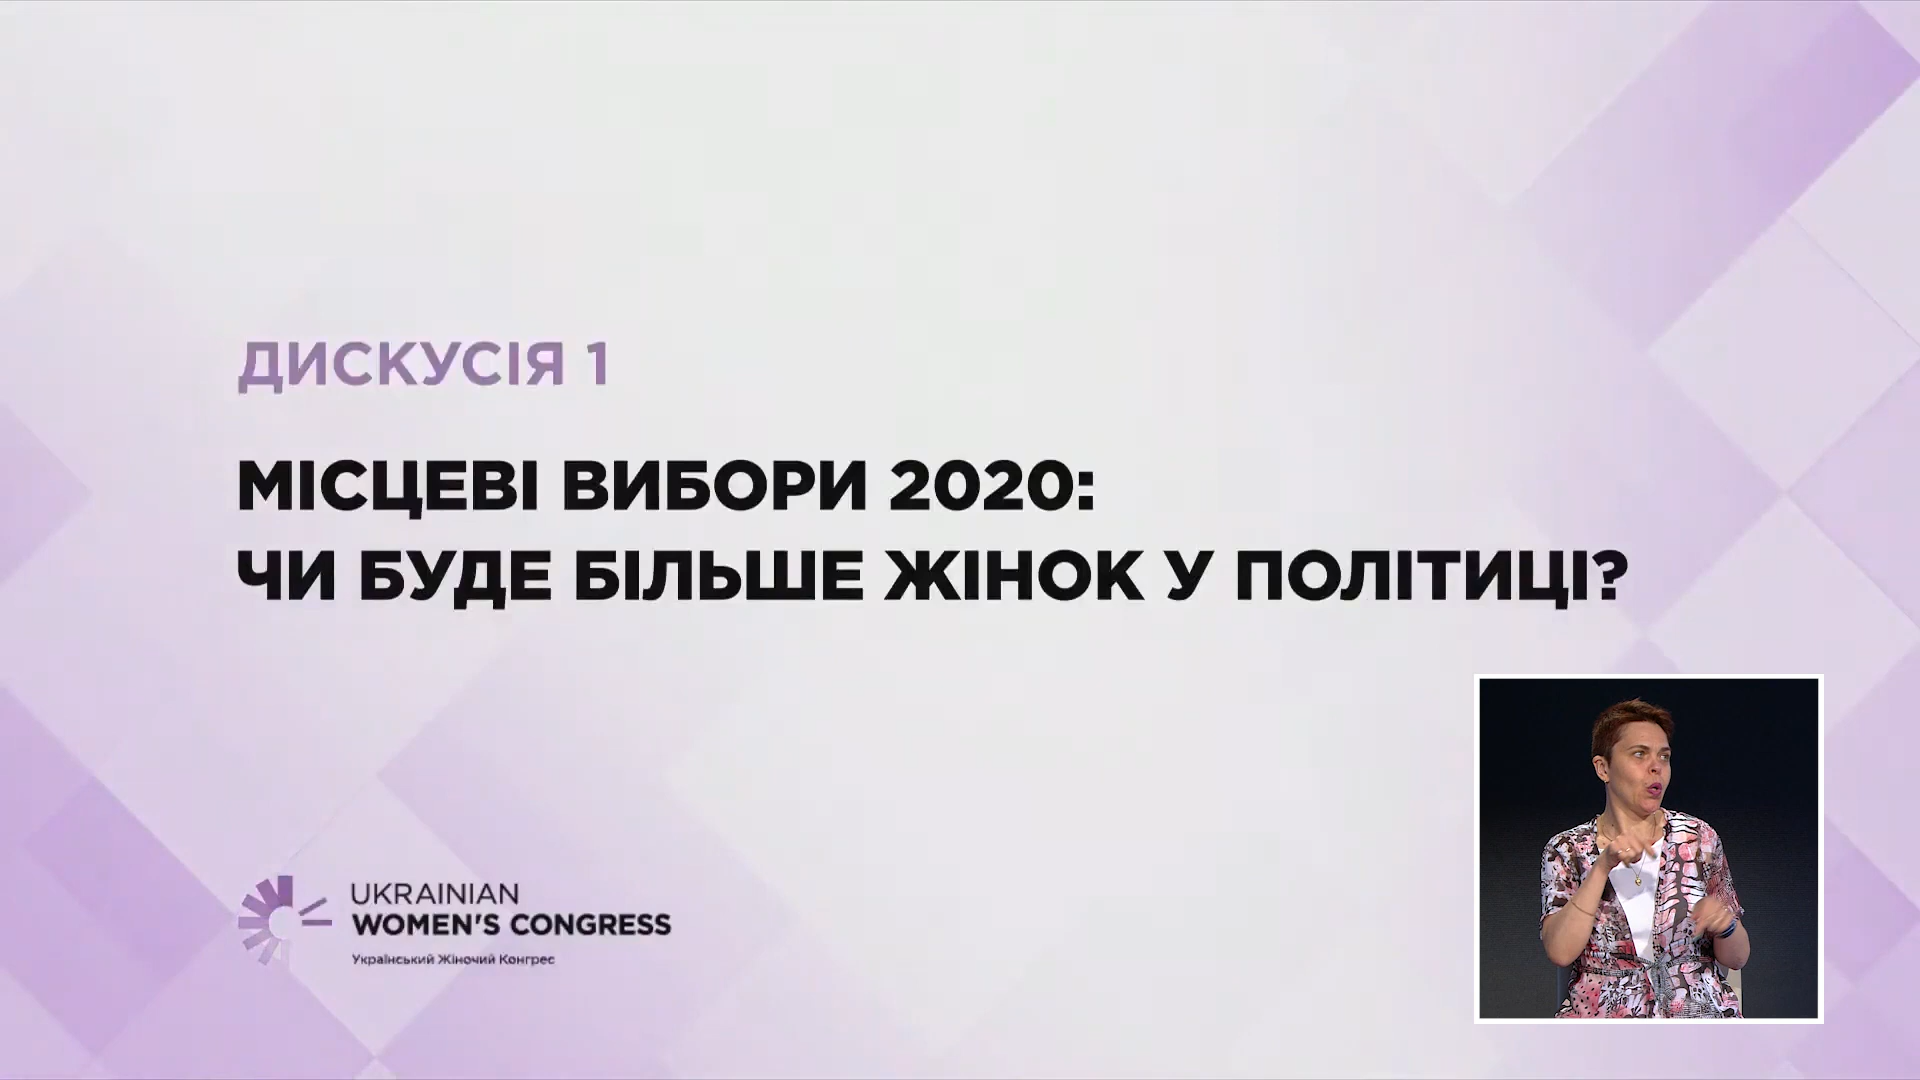 ДИСКУСІЯ 1
МІСЦЕВІ ВИБОРИ 2020:
ЧИ БУДЕ БІЛЬШЕ ЖІНОК У ПОЛІТИЦІ?
UKRAINIAN
WOMEN'S CONGRESS
Український Жіночий Конгрес